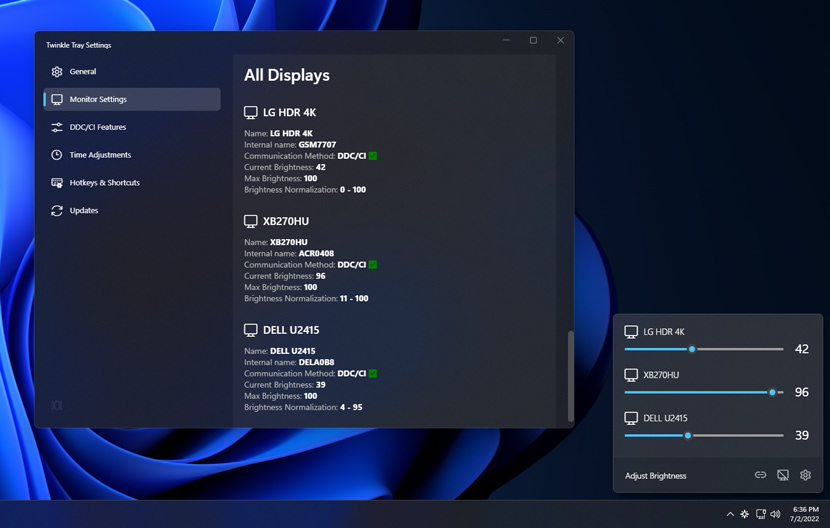 Twinkle Tray Settings
General
Monitor Settings
DDC/CI Features
Time Adjustments
Hotkeys & Shortcuts
Updates
All Displays
LG HDR 4K
Name: LG HDR 4K
Internal name: GSM7707
Communication Method: DDC/CI
Current Brightness: 42
Max Brightness: 100
Brightness Normalization: 0 - 100
XB270HU
Name: XB270HU
Internal name: ACR0408
Communication Method: DDC/CI
Current Brightness: 96
Max Brightness: 100
Brightness Normalization: 11 - 100
DELL U2415
Name: DELL U2415
Internal name: DELA0B8
Communication Method: DDC/CI
Current Brightness: 39
Max Brightness: 100
Brightness Normalization: 4 - 95
LG HDR 4K
42
XB270HU
96
DELL U2415
39
Adjust Brightness
6:36 PM
7/2/2022